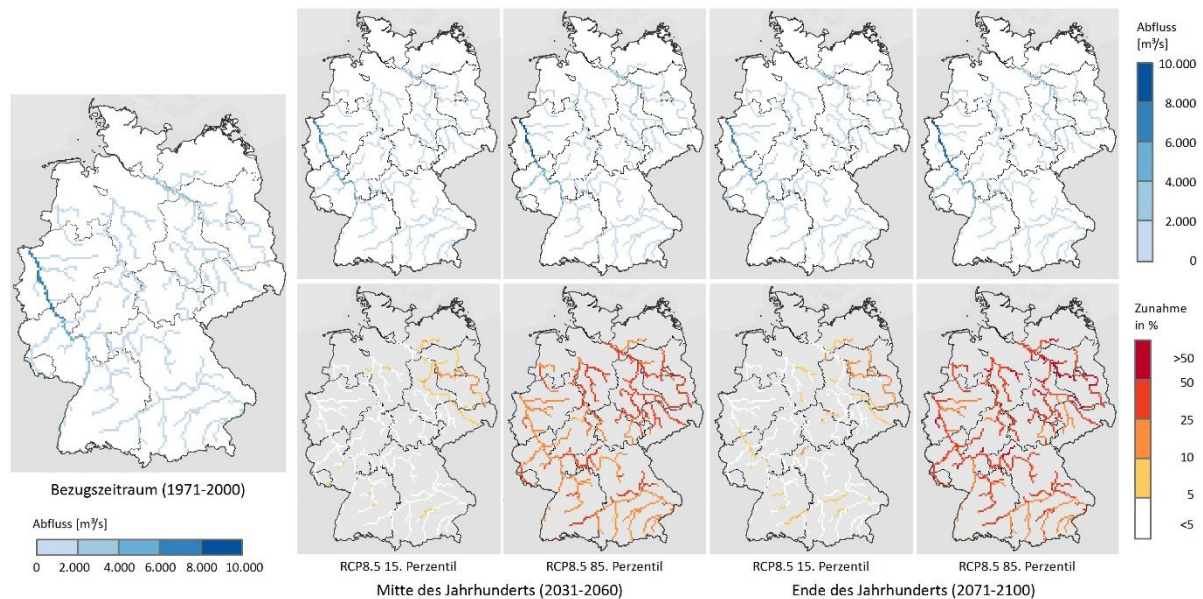 Bezugszeitraum (1971-2000)
Abfluss [m³/s]
0 2.000 4.000 6.000 8.000 10.000
Abfluss
[m³/s]
10.000
8.000
6.000
4.000
2.000
0
Zunahme
in %
>50
50
25
10
5
<5
RCP8.5 15. Perzentil
RCP8.5 85. Perzentil
RCP8.5 15. Perzentil
RCP8.5 85. Perzentil
Mitte des Jahrhunderts (2031-2060)
Ende des Jahrhunderts (2071-2100)